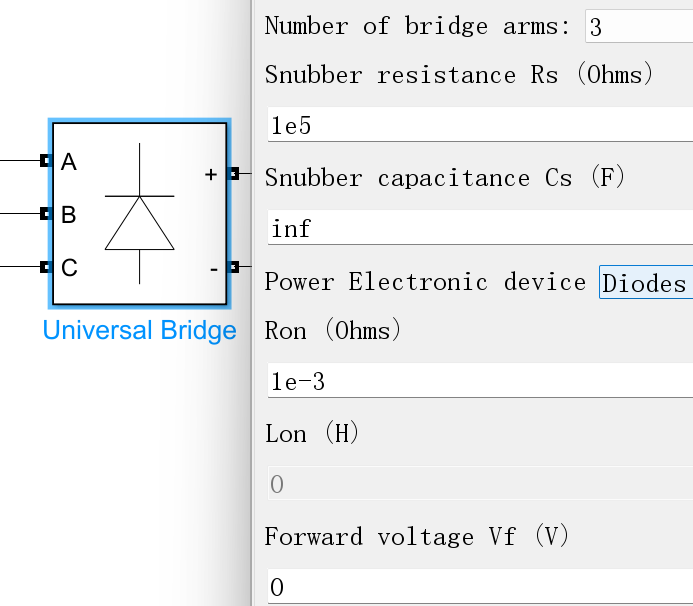 A
B
C
+
-
Universal Bridge
Number of bridge arms: 3
Snubber resistance Rs (Ohms)
1e5
Snubber capacitance Cs (F)
inf
Power Electronic device Diodes
Ron (Ohms)
1e-3
Lon (H)
0
Forward voltage Vf (V)
0